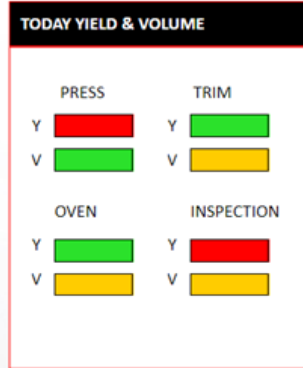 TODAY YIELD & VOLUME
PRESS TRIM
Y Y
V V
OVEN INSPECTION
Y Y
V V